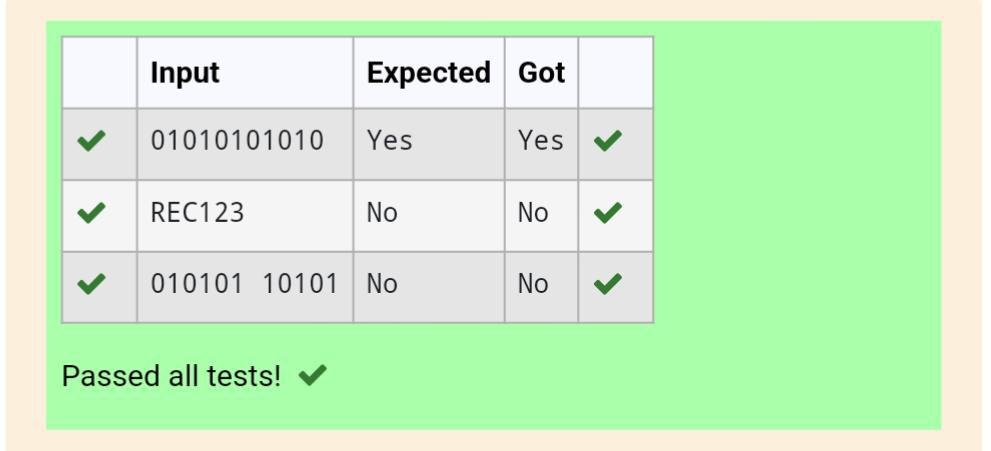 Input Expected Got
01010101010 Yes Yes
REC123 No No
010101 10101 No No
Passed all tests!